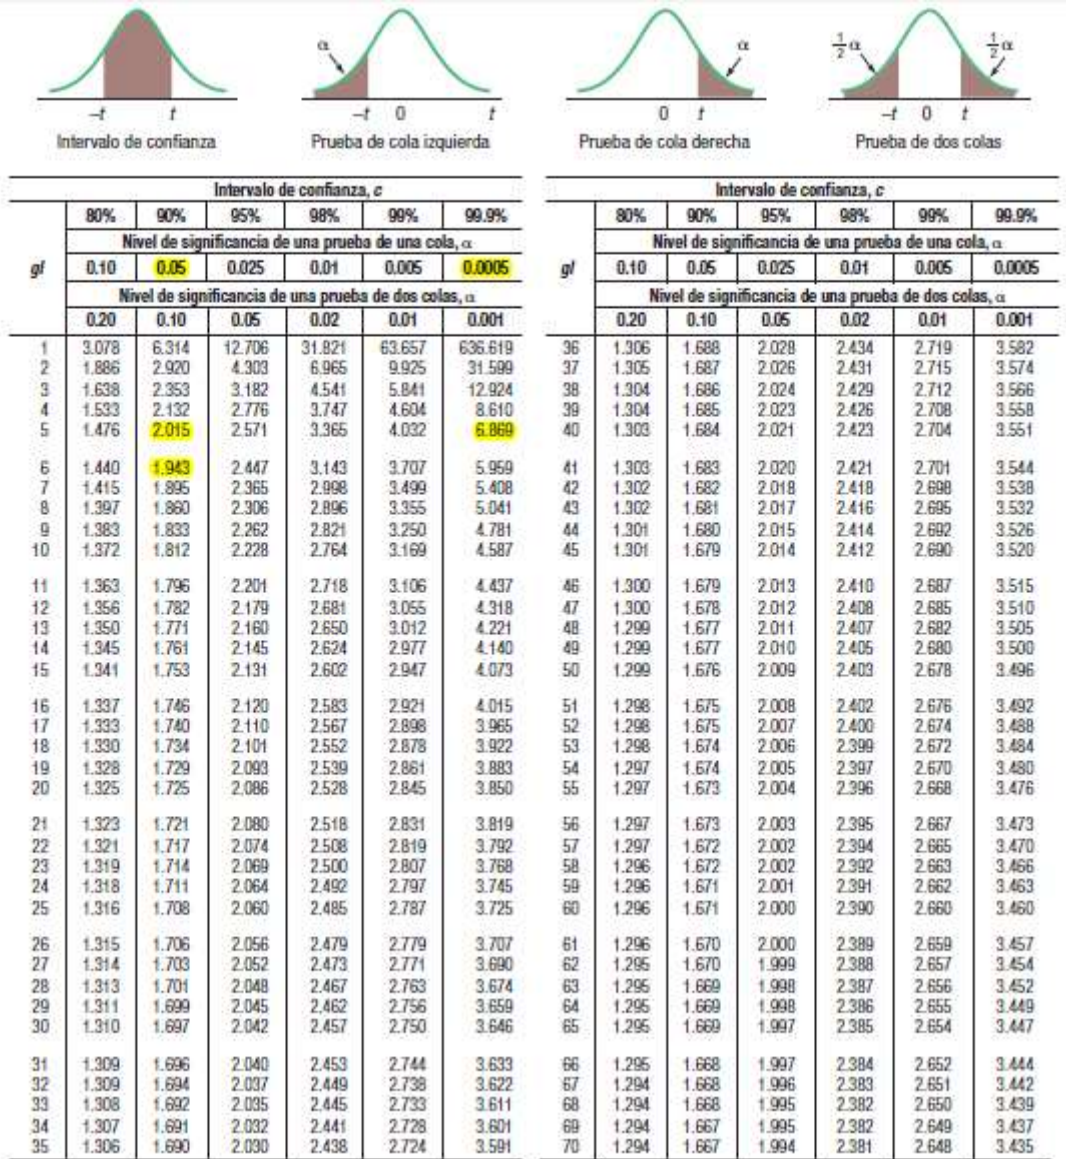 α α ½α ½α
–t t –t 0 t 0 t –t 0 t
Intervalo de confianza Prueba de cola izquierda Prueba de cola derecha Prueba de dos colas
Intervalo de confianza, c Intervalo de confianza, c
80% 90% 95% 98% 99% 99.9% 80% 90% 95% 98% 99% 99.9%
Nivel de significancia de una prueba de una cola, α Nivel de significancia de una prueba de una cola, α
gl 0.10 0.05 0.025 0.01 0.005 0.0005 gl 0.10 0.05 0.025 0.01 0.005 0.0005
Nivel de significancia de una prueba de dos colas, α Nivel de significancia de una prueba de dos colas, α
0.20 0.10 0.05 0.02 0.01 0.001 0.20 0.10 0.05 0.02 0.01 0.001
1 3.078 6.314 12.706 31.821 63.657 636.619 36 1.306 1.688 2.028 2.434 2.719 3.582
2 1.886 2.920 4.303 6.965 9.925 31.599 37 1.305 1.687 2.026 2.431 2.715 3.574
3 1.638 2.353 3.182 4.541 5.841 12.924 38 1.304 1.686 2.024 2.429 2.712 3.566
4 1.533 2.132 2.776 3.747 4.604 8.610 39 1.304 1.685 2.023 2.426 2.708 3.558
5 1.476 2.015 2.571 3.365 4.032 6.869 40 1.303 1.684 2.021 2.423 2.704 3.551
6 1.440 1.943 2.447 3.143 3.707 5.959 41 1.303 1.683 2.020 2.421 2.701 3.544
7 1.415 1.895 2.365 2.998 3.499 5.408 42 1.302 1.682 2.018 2.418 2.698 3.538
8 1.397 1.860 2.306 2.896 3.355 5.041 43 1.302 1.681 2.017 2.416 2.695 3.532
9 1.383 1.833 2.262 2.821 3.250 4.781 44 1.301 1.680 2.015 2.414 2.692 3.526
10 1.372 1.812 2.228 2.764 3.169 4.587 45 1.301 1.679 2.014 2.412 2.690 3.520
11 1.363 1.796 2.201 2.718 3.106 4.437 46 1.300 1.679 2.013 2.410 2.687 3.515
12 1.356 1.782 2.179 2.681 3.055 4.318 47 1.300 1.678 2.012 2.408 2.685 3.510
13 1.350 1.771 2.160 2.650 3.012 4.221 48 1.299 1.677 2.011 2.407 2.682 3.505
14 1.345 1.761 2.145 2.624 2.977 4.140 49 1.299 1.677 2.010 2.405 2.680 3.500
15 1.341 1.753 2.131 2.602 2.947 4.073 50 1.299 1.676 2.009 2.403 2.678 3.496
16 1.337 1.746 2.120 2.583 2.921 4.015 51 1.298 1.675 2.008 2.402 2.676 3.492
17 1.333 1.740 2.110 2.567 2.898 3.965 52 1.298 1.675 2.007 2.400 2.674 3.488
18 1.330 1.734 2.101 2.552 2.878 3.922 53 1.298 1.674 2.006 2.399 2.672 3.484
19 1.328 1.729 2.093 2.539 2.861 3.883 54 1.297 1.674 2.005 2.397 2.670 3.480
20 1.325 1.725 2.086 2.528 2.845 3.850 55 1.297 1.673 2.004 2.396 2.668 3.476
21 1.323 1.721 2.080 2.518 2.831 3.819 56 1.297 1.673 2.003 2.395 2.667 3.473
22 1.321 1.717 2.074 2.508 2.819 3.792 57 1.297 1.672 2.002 2.394 2.665 3.470
23 1.319 1.714 2.069 2.500 2.807 3.768 58 1.296 1.672 2.002 2.392 2.663 3.466
24 1.318 1.711 2.064 2.492 2.797 3.745 59 1.296 1.671 2.001 2.391 2.662 3.463
25 1.316 1.708 2.060 2.485 2.787 3.725 60 1.296 1.671 2.000 2.390 2.660 3.460
26 1.315 1.706 2.056 2.479 2.779 3.707 61 1.296 1.670 2.000 2.389 2.659 3.457
27 1.314 1.703 2.052 2.473 2.771 3.690 62 1.295 1.670 1.999 2.388 2.657 3.454
28 1.313 1.701 2.048 2.467 2.763 3.674 63 1.295 1.669 1.998 2.387 2.656 3.452
29 1.311 1.699 2.045 2.462 2.756 3.659 64 1.295 1.669 1.998 2.386 2.655 3.449
30 1.310 1.697 2.042 2.457 2.750 3.646 65 1.295 1.669 1.997 2.385 2.654 3.447
31 1.309 1.696 2.040 2.453 2.744 3.633 66 1.295 1.668 1.997 2.384 2.652 3.444
32 1.309 1.694 2.037 2.449 2.738 3.622 67 1.294 1.668 1.996 2.383 2.651 3.442
33 1.308 1.692 2.035 2.445 2.733 3.611 68 1.294 1.668 1.995 2.382 2.650 3.439
34 1.307 1.691 2.032 2.441 2.728 3.601 69 1.294 1.667 1.995 2.382 2.649 3.437
35 1.306 1.690 2.030 2.438 2.724 3.591 70 1.294 1.667 1.994 2.381 2.648 3.435